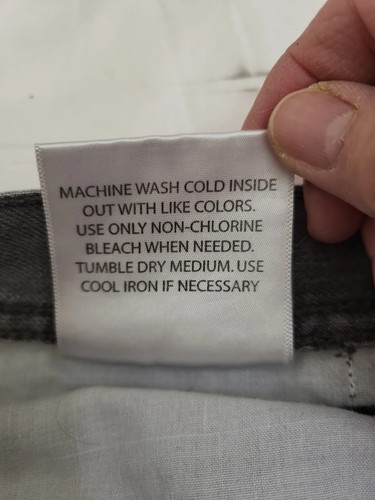 MACHINE WASH COLD INSIDE
OUT WITH LIKE COLORS.
USE ONLY NON-CHLORINE
BLEACH WHEN NEEDED.
TUMBLE DRY MEDIUM. USE
COOL IRON IF NECESSARY